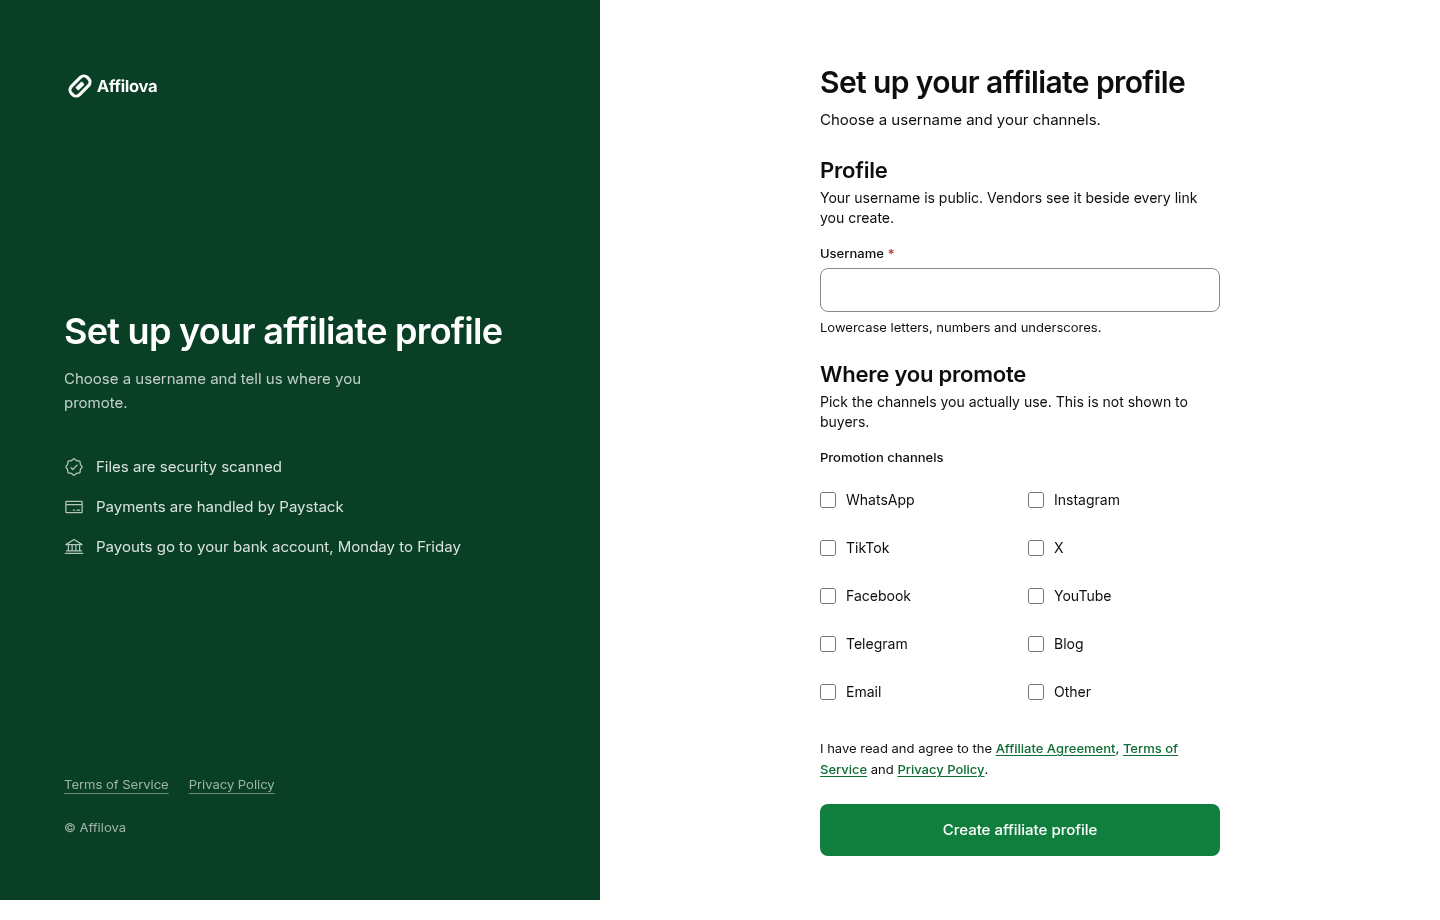 Affilova
Set up your affiliate profile
Choose a username and tell us where you
promote.
Files are security scanned
Payments are handled by Paystack
Payouts go to your bank account, Monday to Friday
Terms of Service Privacy Policy
© Affilova
Set up your affiliate profile
Choose a username and your channels.
Profile
Your username is public. Vendors see it beside every link
you create.
Username *
Lowercase letters, numbers and underscores.
Where you promote
Pick the channels you actually use. This is not shown to
buyers.
Promotion channels
WhatsApp Instagram
TikTok X
Facebook YouTube
Telegram Blog
Email Other
I have read and agree to the Affiliate Agreement, Terms of
Service and Privacy Policy.
Create affiliate profile